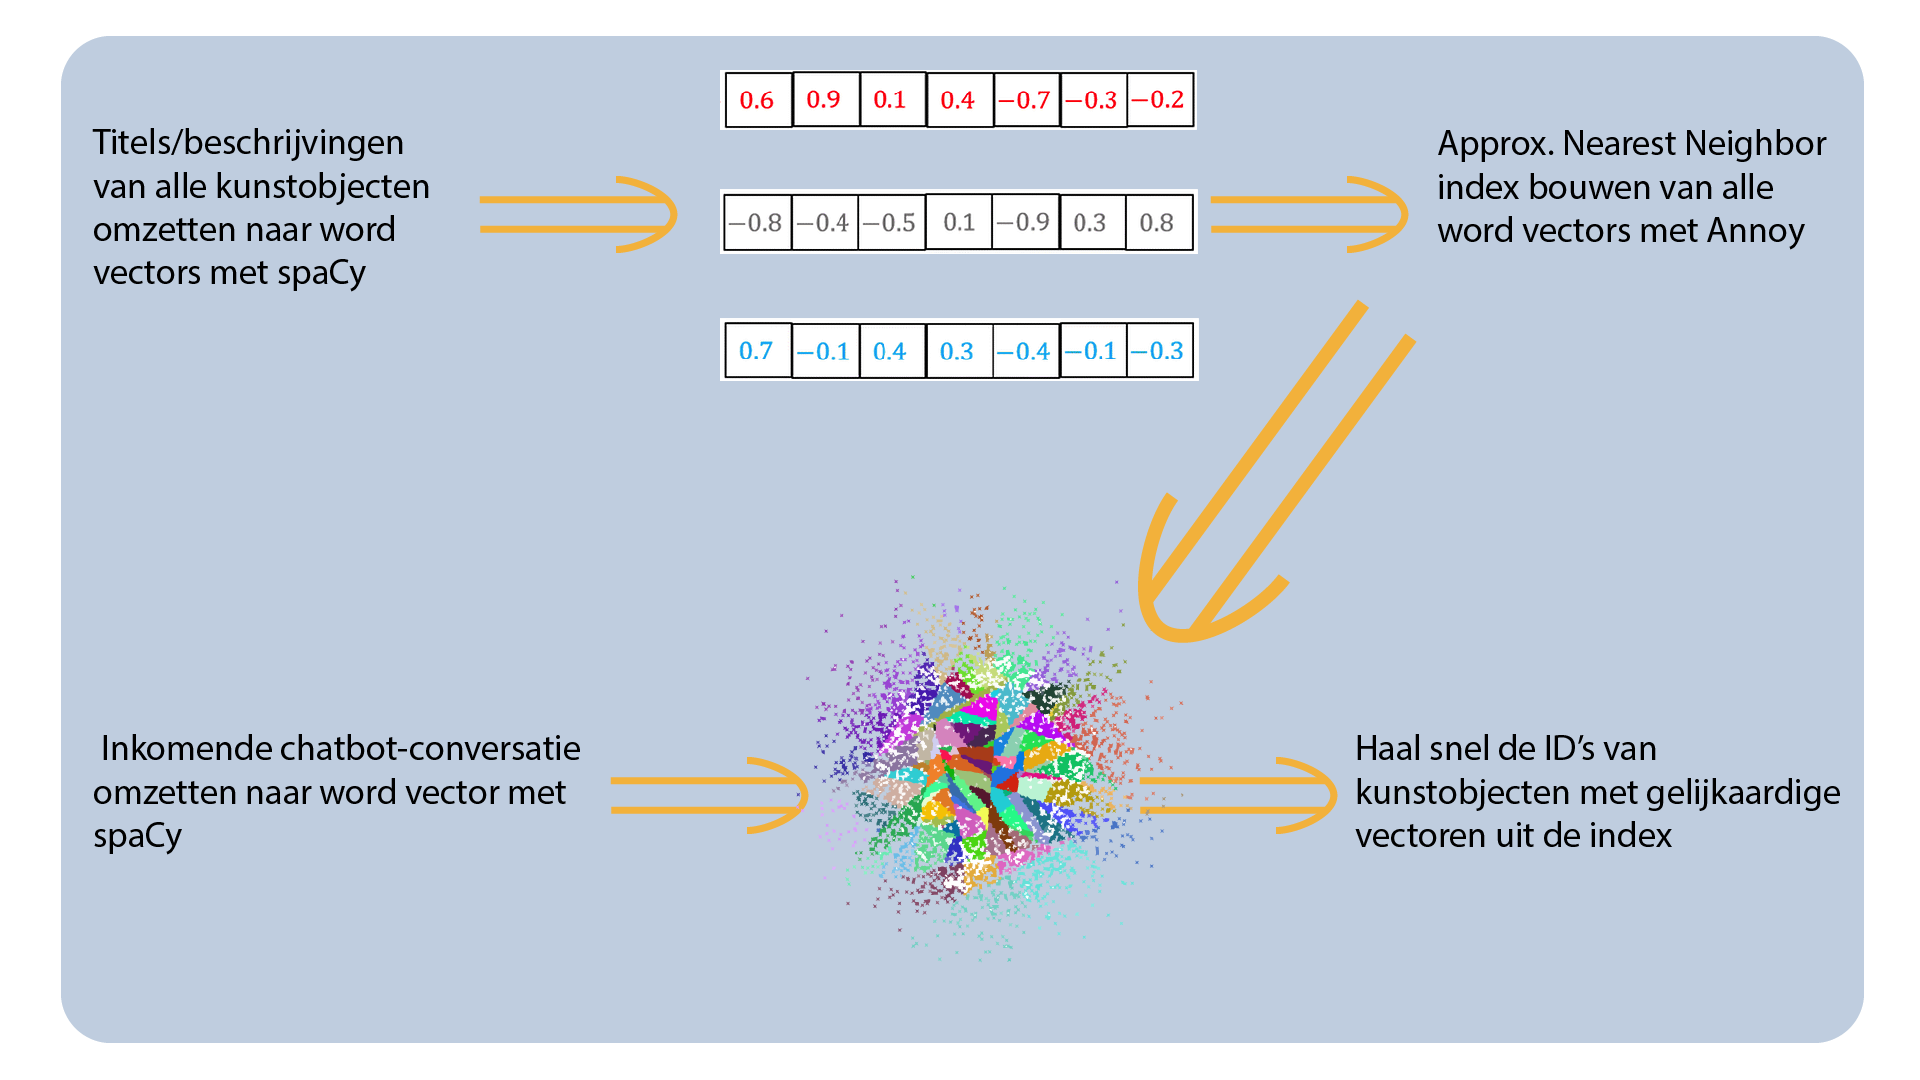 Titels/beschrijvingen
van alle kunstobjecten
omzetten naar word
vectors met spaCy
0.6 0.9 0.1 0.4 −0.7 −0.3 −0.2
−0.8 −0.4 −0.5 0.1 −0.9 0.3 0.8
0.7 −0.1 0.4 0.3 −0.4 −0.1 −0.3
Approx. Nearest Neighbor
index bouwen van alle
word vectors met Annoy
Inkomende chatbot-conversatie
omzetten naar word vector met
spaCy
Haal snel de ID’s van
kunstobjecten met gelijkaardige
vectoren uit de index